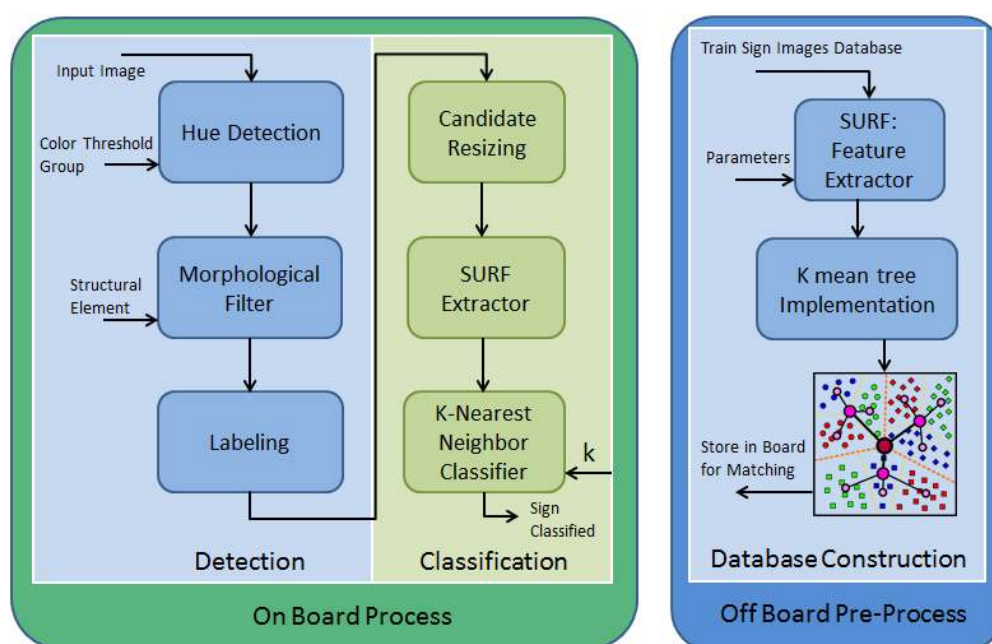 Input Image
Hue Detection
Color Threshold
Group
Morphological
Filter
Structural
Element
Labeling
Detection
Candidate
Resizing
SURF
Extractor
K-Nearest
Neighbor
Classifier
k
Sign
Classified
Classification
On Board Process
Train Sign Images Database
SURF:
Feature
Extractor
Parameters
K mean tree
Implementation
Store in Board
for Matching
Database Construction
Off Board Pre-Process